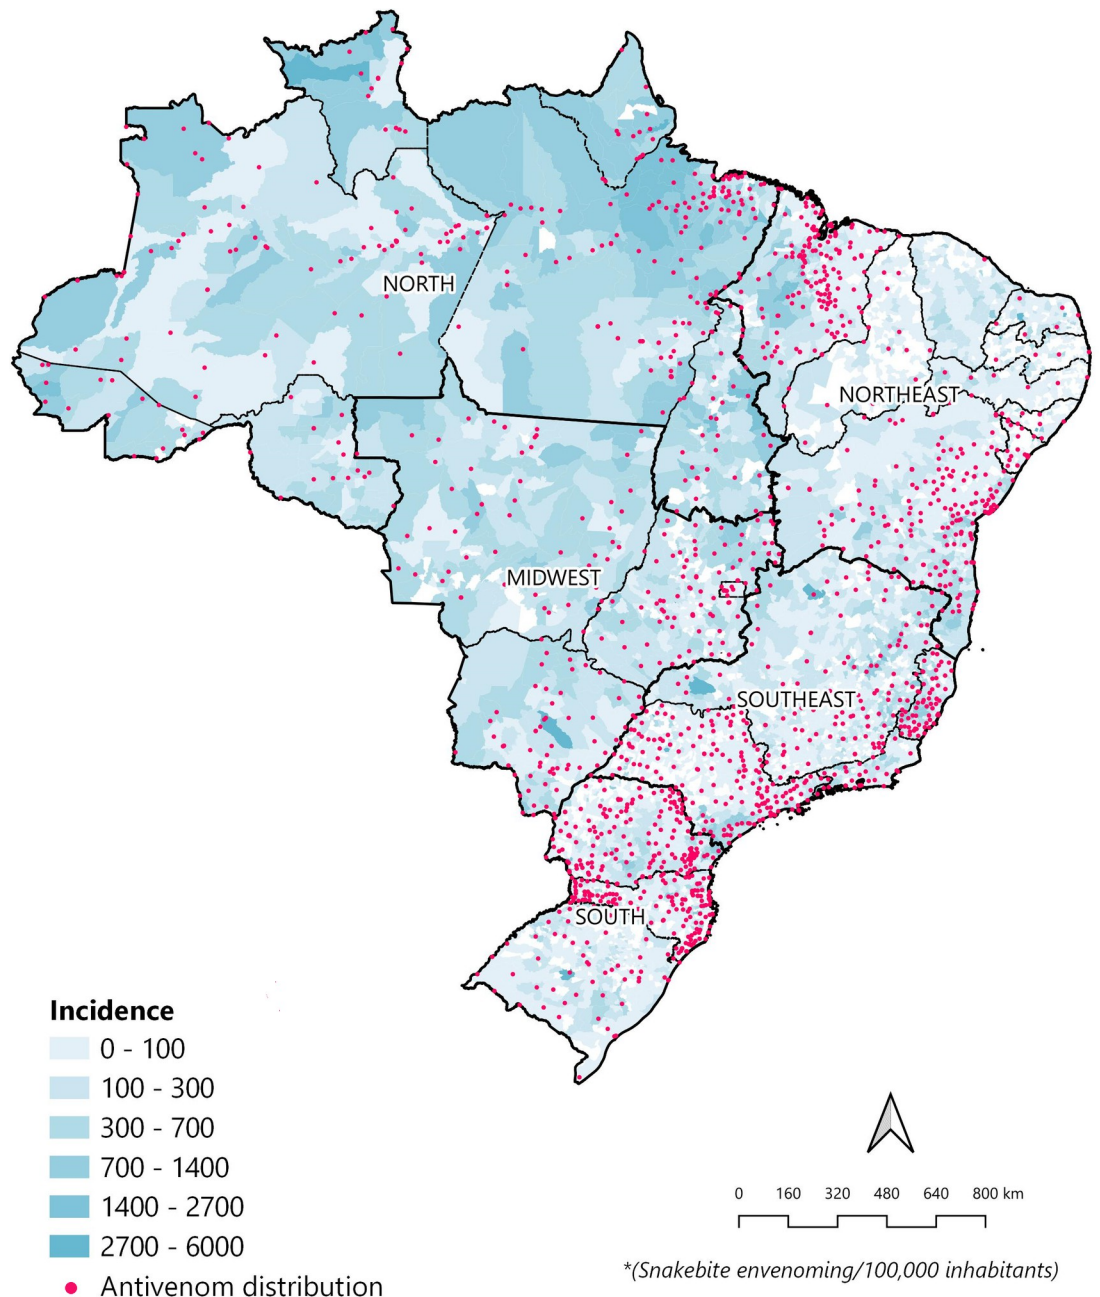 NORTH
NORTHEAST
MIDWEST
SOUTHEAST
SOUTH
Incidence
0 - 100
100 - 300
300 - 700
700 - 1400
1400 - 2700
2700 - 6000
Antivenom distribution
0 160 320 480 640 800 km
*(Snakebite envenoming/100,000 inhabitants)